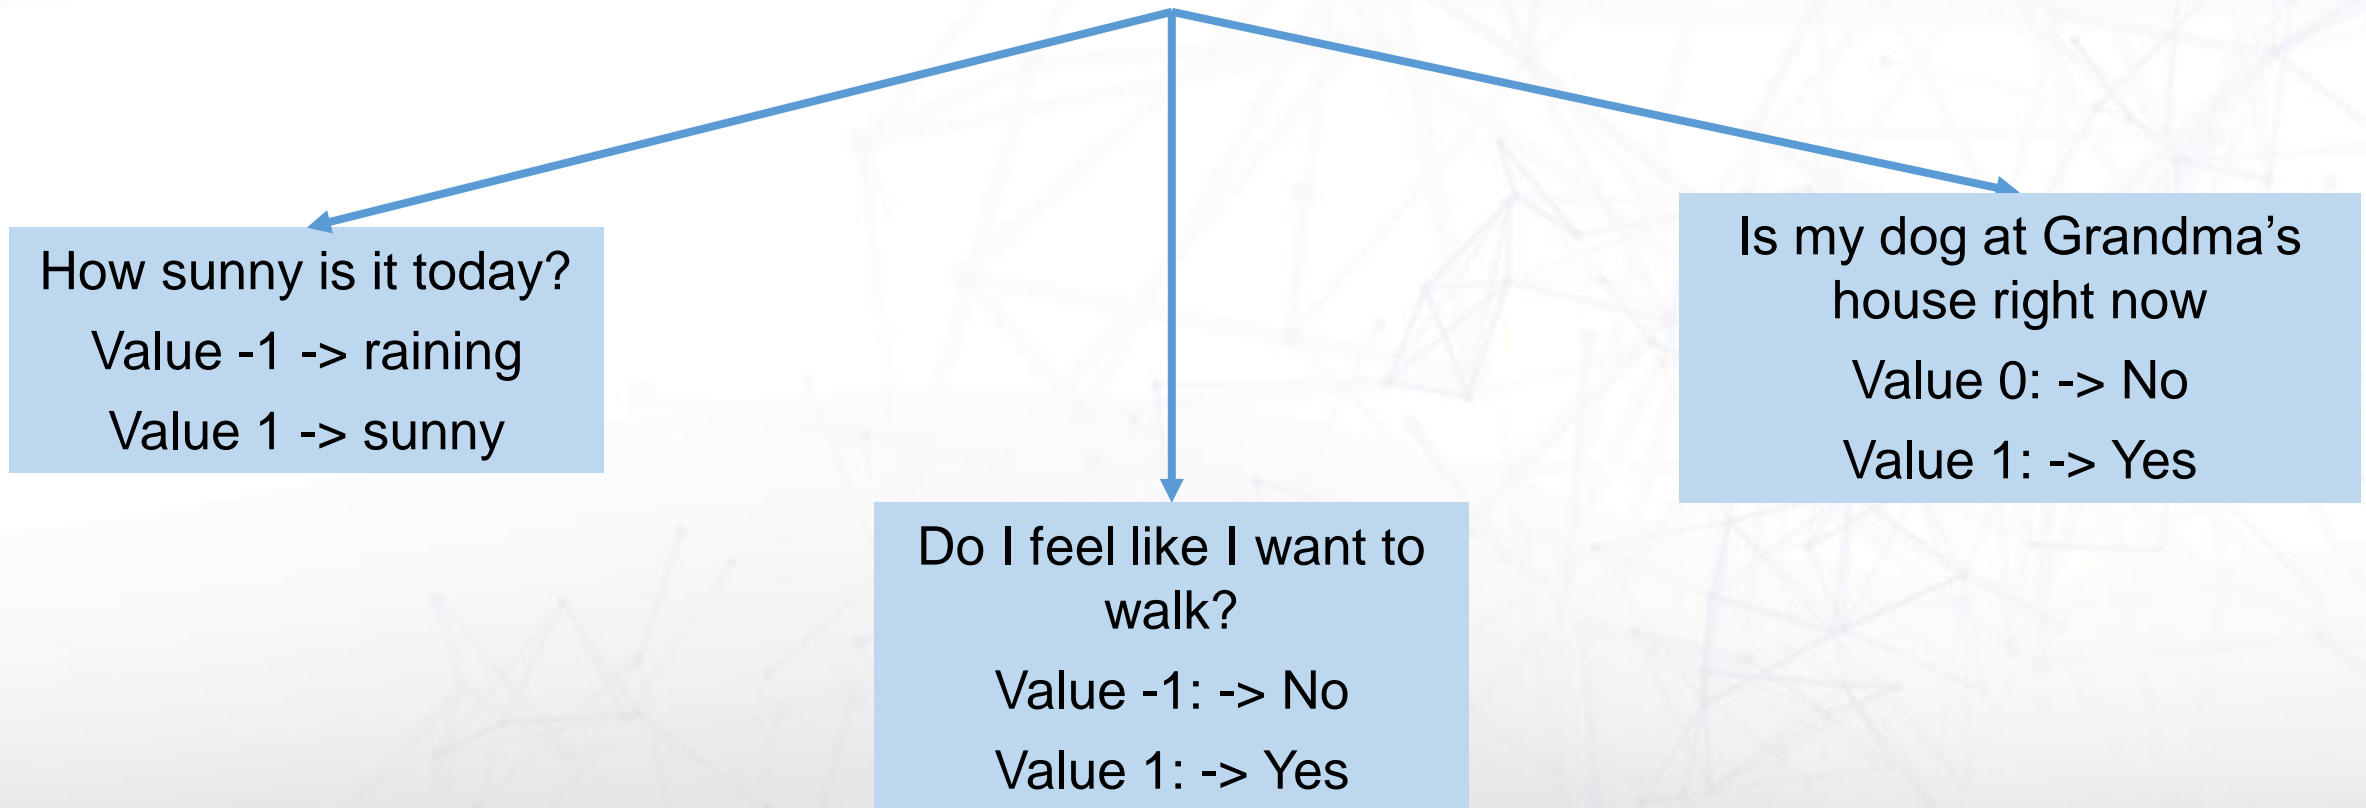 How sunny is it today?
Value -1 -> raining
Value 1 -> sunny
Do I feel like I want to
walk?
Value -1: -> No
Value 1: -> Yes
Is my dog at Grandma’s
house right now
Value 0: -> No
Value 1: -> Yes